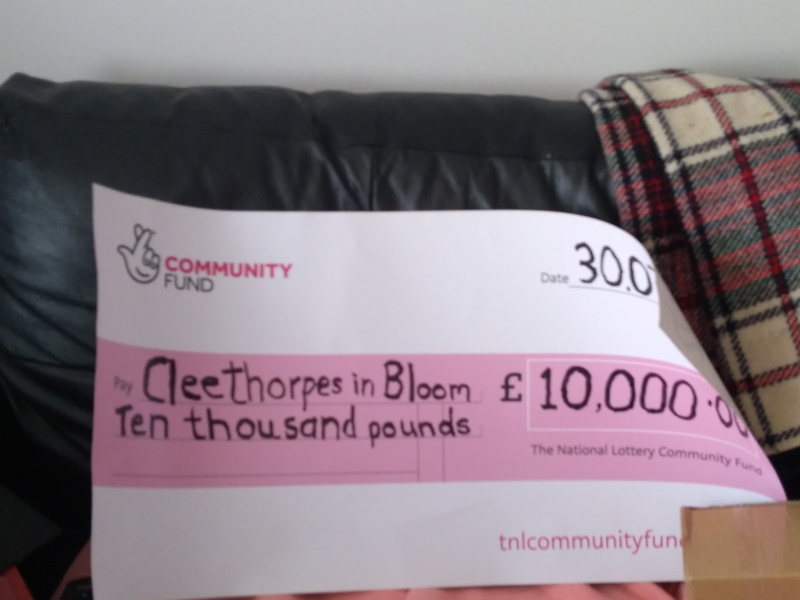 COMMUNITY
FUND
Date 30.0
Pay Cleethorpes in Bloom
Ten thousand pounds
£ 10,000.00
The National Lottery Community Fund
tnlcommunityfun